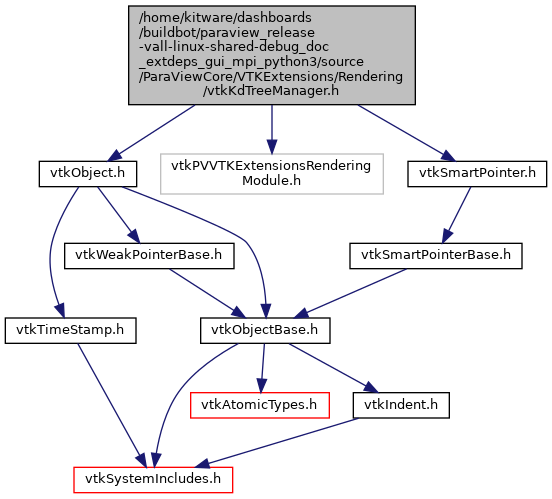 /home/kitware/dashboards
/buildbot/paraview_release
-vall-linux-shared-debug_doc
_extdeps_gui_mpi_python3/source
/ParaViewCore/VTKExtensions/Rendering
/vtkKdTreeManager.h
vtkObject.h
vtkPVVTKExtensionsRendering
Module.h
vtkSmartPointer.h
vtkWeakPointerBase.h
vtkSmartPointerBase.h
vtkTimeStamp.h
vtkObjectBase.h
vtkAtomicTypes.h
vtkIndent.h
vtkSystemIncludes.h